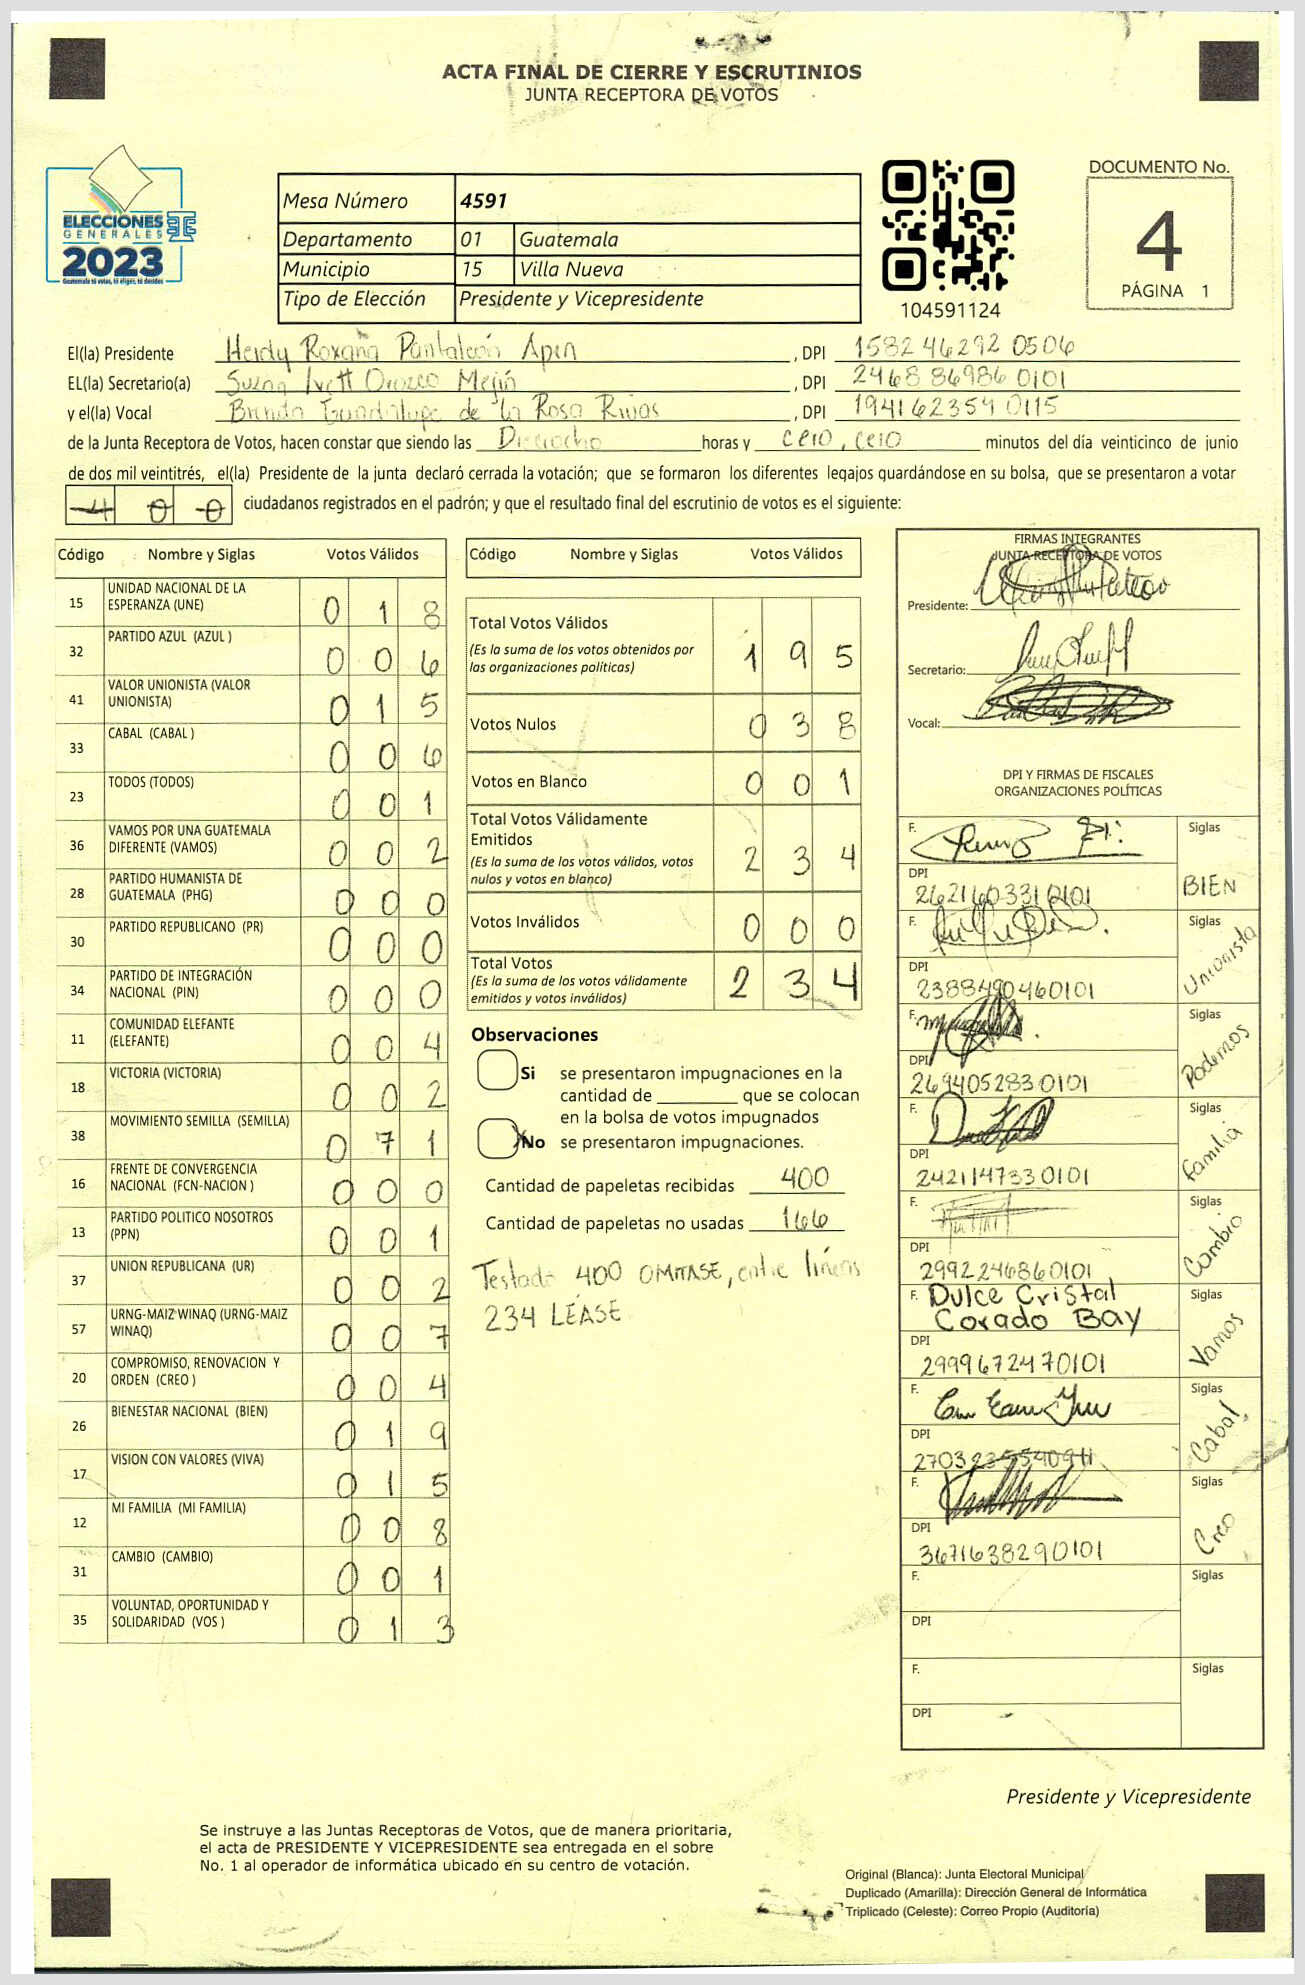 ACTA FINAL DE CIERRE Y ESCRUTINIOS
JUNTA RECEPTORA DE VOTOS
ELECCIONES
GENERALES
2023
Guatemala tú votas, tú eliges, tú decides
Mesa Número 4591
Departamento 01 Guatemala
Municipio 15 Villa Nueva
Tipo de Elección Presidente y Vicepresidente
104591124
DOCUMENTO No.
4
PÁGINA 1
El(la) Presidente Heidy Roxana Pantaleón Apen, DPI 1582 46292 0506
EL(la) Secretario(a) Ivett Orozco Mejía, DPI 2468 86986 0101
y el(la) Vocal Brenda Guadalupe de la Rosa Rivas, DPI 1941 62354 0115
de la Junta Receptora de Votos, hacen constar que siendo las Dieciocho horas y cero, cero minutos del día veinticinco de junio
de dos mil veintitrés, el(la) Presidente de la junta declaró cerrada la votación; que se formaron los diferentes legajos guardándose en su bolsa, que se presentaron a votar
400 ciudadanos registrados en el padrón; y que el resultado final del escrutinio de votos es el siguiente:
Código Nombre y Siglas Votos Válidos
15 UNIDAD NACIONAL DE LA ESPERANZA (UNE) 0 1 8
32 PARTIDO AZUL (AZUL ) 0 0 6
41 VALOR UNIONISTA (VALOR UNIONISTA) 0 1 5
33 CABAL (CABAL ) 0 0 6
23 TODOS (TODOS) 0 0 1
36 VAMOS POR UNA GUATEMALA DIFERENTE (VAMOS) 0 0 2
28 PARTIDO HUMANISTA DE GUATEMALA (PHG) 0 0 0
30 PARTIDO REPUBLICANO (PR) 0 0 0
34 PARTIDO DE INTEGRACIÓN NACIONAL (PIN) 0 0 0
11 COMUNIDAD ELEFANTE (ELEFANTE) 0 0 4
18 VICTORIA (VICTORIA) 0 0 2
38 MOVIMIENTO SEMILLA (SEMILLA) 0 7 1
16 FRENTE DE CONVERGENCIA NACIONAL (FCN-NACION ) 0 0 0
13 PARTIDO POLITICO NOSOTROS (PPN) 0 0 1
37 UNION REPUBLICANA (UR) 0 0 2
57 URNG-MAIZ WINAQ (URNG-MAIZ WINAQ) 0 0 7
20 COMPROMISO, RENOVACION Y ORDEN (CREO ) 0 0 4
26 BIENESTAR NACIONAL (BIEN) 0 1 9
17 VISION CON VALORES (VIVA) 0 1 5
12 MI FAMILIA (MI FAMILIA) 0 0 8
31 CAMBIO (CAMBIO) 0 0 1
35 VOLUNTAD, OPORTUNIDAD Y SOLIDARIDAD (VOS ) 0 1 3
Código Nombre y Siglas Votos Válidos
Total Votos Válidos 1 9 5
(Es la suma de los votos obtenidos por
las organizaciones políticas)
Votos Nulos 0 3 8
Votos en Blanco 0 0 1
Total Votos Válidamente
Emitidos 2 3 4
(Es la suma de los votos válidos, votos
nulos y votos en blanco)
Votos Inválidos 0 0 0
Total Votos 2 3 4
(Es la suma de los votos válidamente
emitidos y votos inválidos)
Observaciones
Si se presentaron impugnaciones en la
cantidad de ________ que se colocan
en la bolsa de votos impugnados
No se presentaron impugnaciones.
Cantidad de papeletas recibidas 400
Cantidad de papeletas no usadas 166
Testado 400 OMITASE, entre líneas
234 LÉASE
FIRMAS INTEGRANTES
JUNTA RECEPTORA DE VOTOS
Presidente:
Secretario:
Vocal:
DPI Y FIRMAS DE FISCALES
ORGANIZACIONES POLÍTICAS
F. Siglas
DPI 2621603310101 BIEN
F. Siglas
DPI 2388490460101 Unionista
F. Siglas
DPI 2694052830101 Podemos
F. Siglas
DPI 2421147330101 Familia
F. Siglas
DPI 2992246860101 Cambio
F. Dulce Cristal Siglas
Corado Bay
DPI 2999672470101 Vamos
F. Siglas
DPI Cabal
F. Siglas
DPI 3671638290101 Creo
F. Siglas
DPI
F. Siglas
DPI
Presidente y Vicepresidente
Se instruye a las Juntas Receptoras de Votos, que de manera prioritaria,
el acta de PRESIDENTE Y VICEPRESIDENTE sea entregada en el sobre
No. 1 al operador de informática ubicado en su centro de votación.
Original (Blanca): Junta Electoral Municipal
Duplicado (Amarilla): Dirección General de Informática
Triplicado (Celeste): Correo Propio (Auditoría)